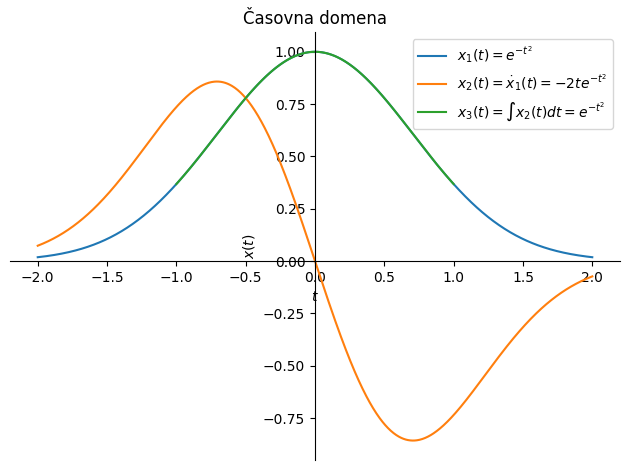 Časovna domena
x₁(t) = e^{-t²}
x₂(t) = ẋ₁(t) = −2te^{-t²}
x₃(t) = ∫x₂(t)dt = e^{-t²}
1.00
0.75
0.50
0.25
x(t)
0.00
−2.0 −1.5 −1.0 −0.5 0.0 0.5 1.0 1.5 2.0
t
−0.25
−0.50
−0.75